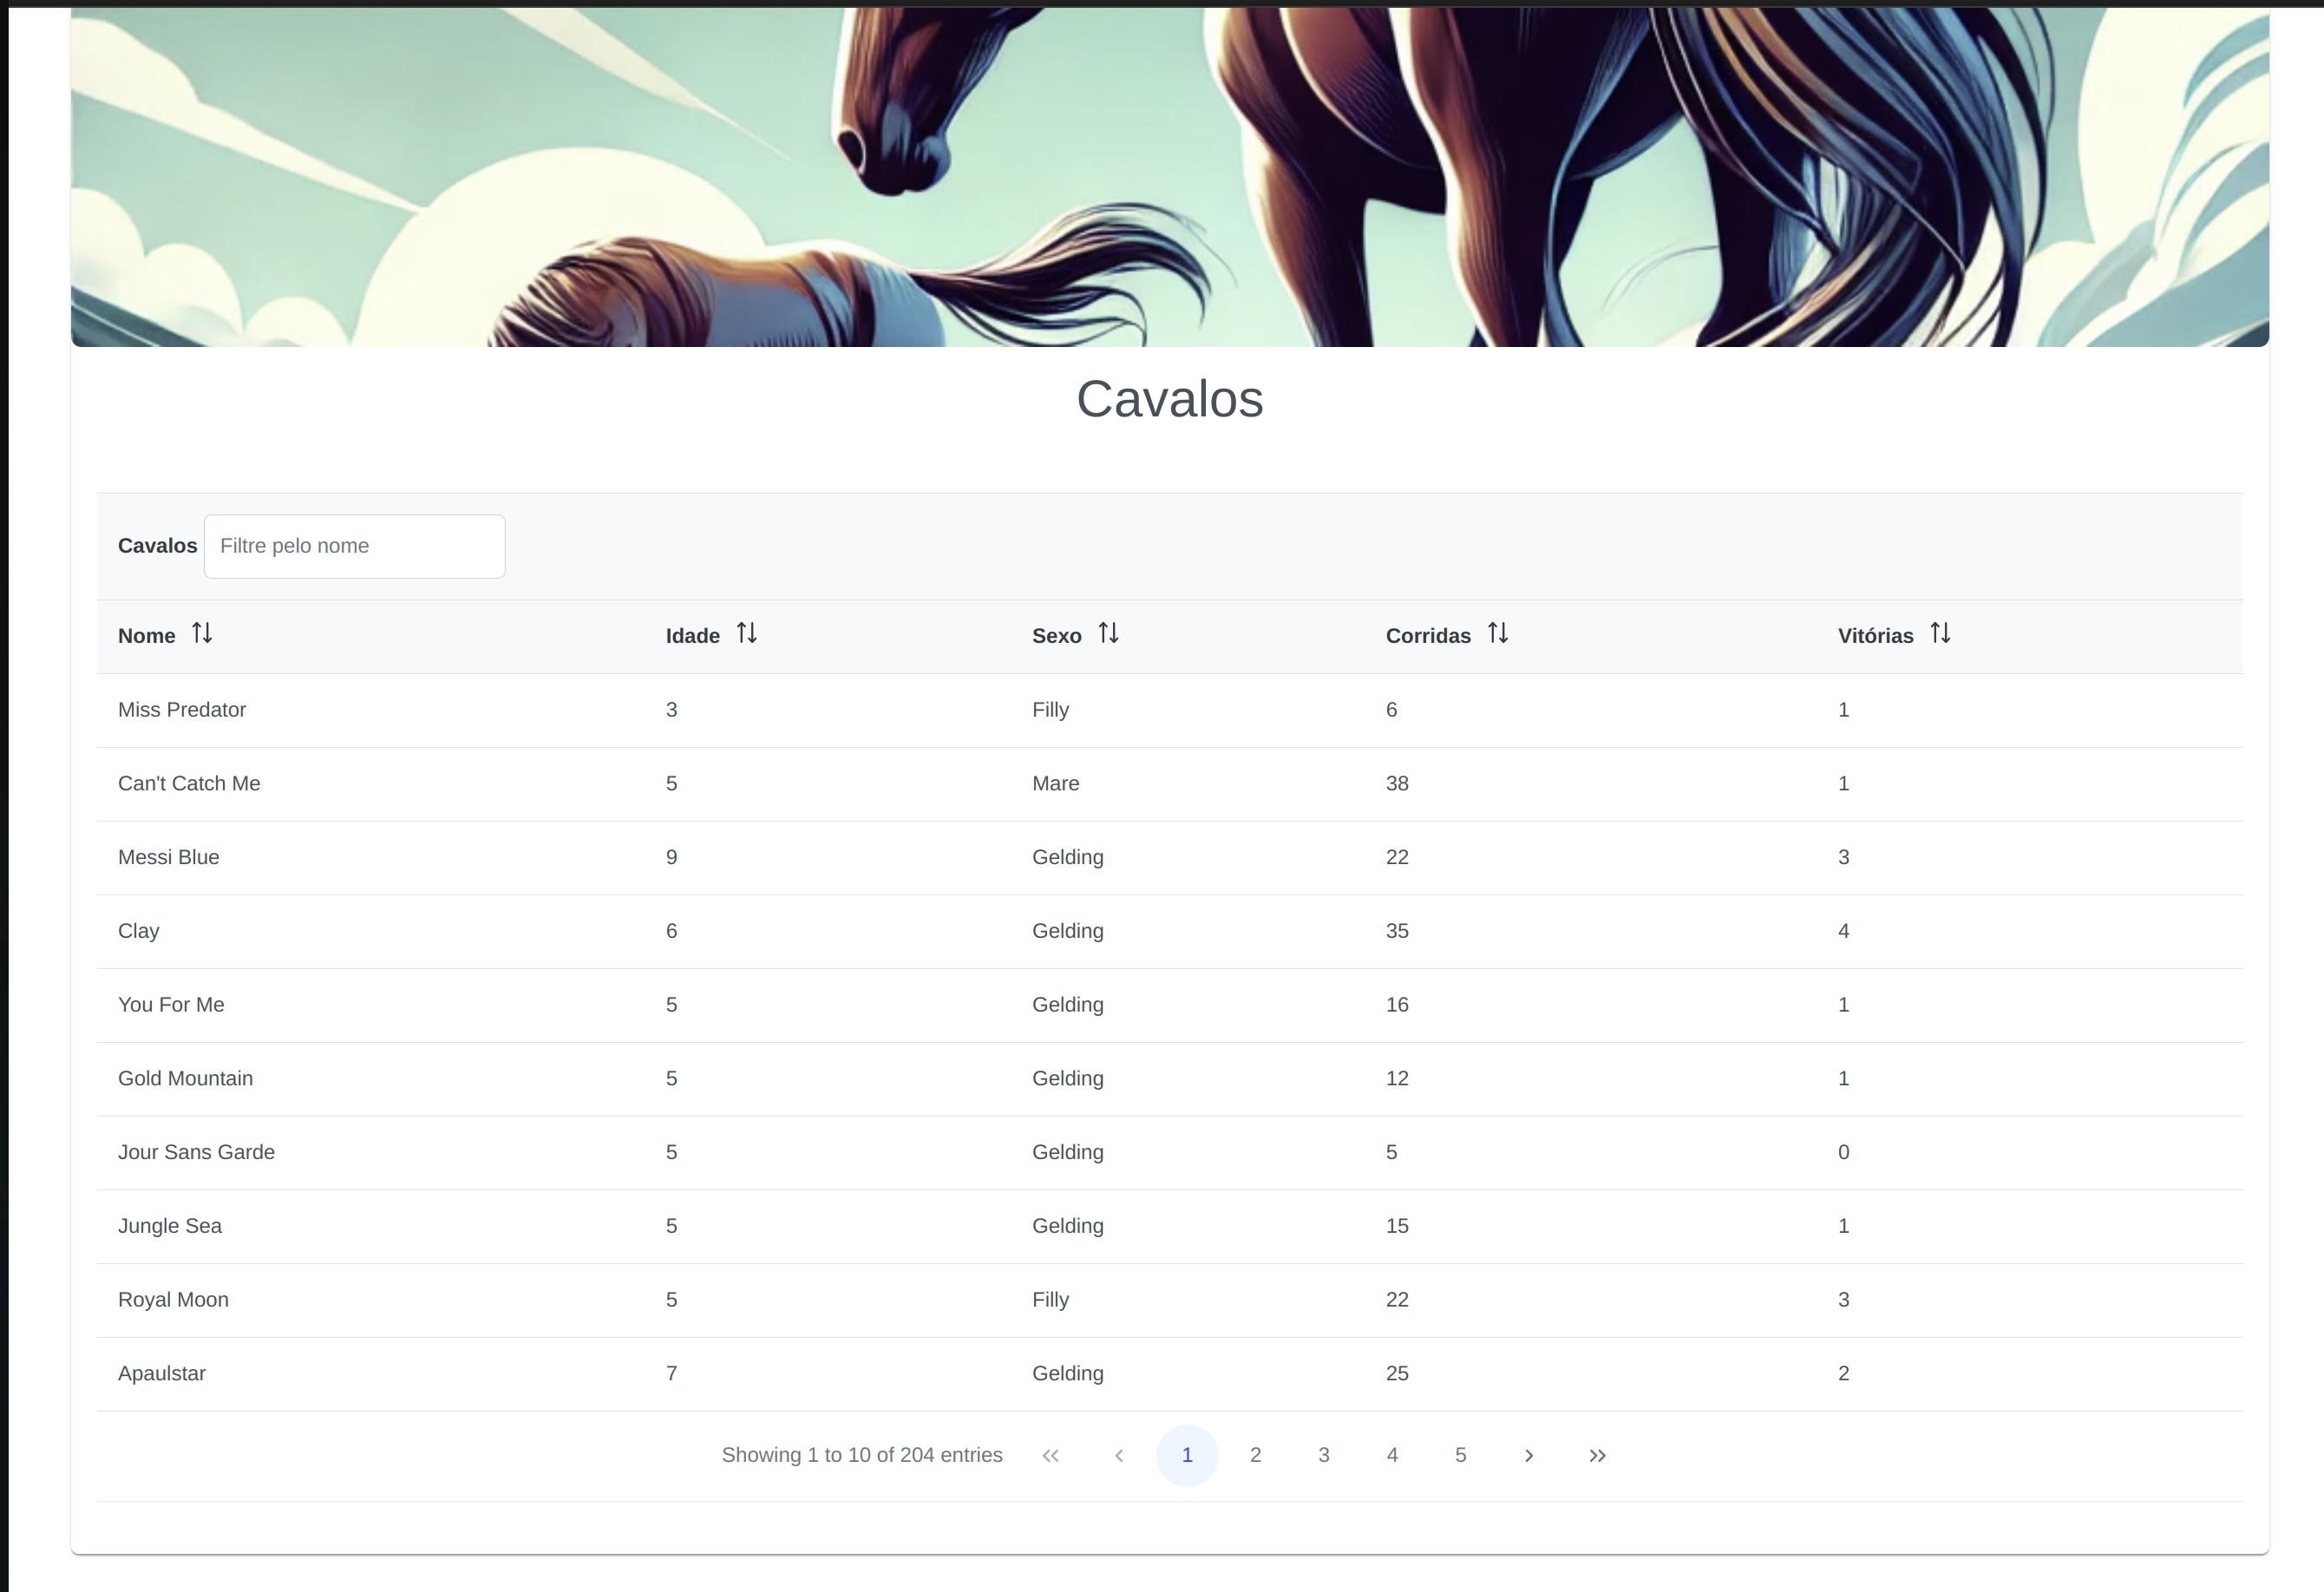 Cavalos
Cavalos Filtre pelo nome
Nome Idade Sexo Corridas Vitórias
Miss Predator 3 Filly 6 1
Can't Catch Me 5 Mare 38 1
Messi Blue 9 Gelding 22 3
Clay 6 Gelding 35 4
You For Me 5 Gelding 16 1
Gold Mountain 5 Gelding 12 1
Jour Sans Garde 5 Gelding 5 0
Jungle Sea 5 Gelding 15 1
Royal Moon 5 Filly 22 3
Apaulstar 7 Gelding 25 2
Showing 1 to 10 of 204 entries « ‹ 1 2 3 4 5 › »